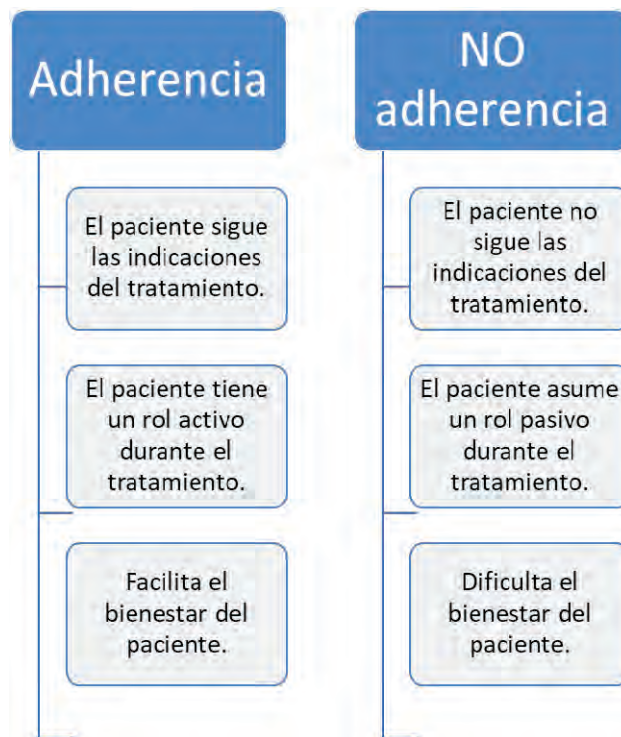 Adherencia
El paciente sigue
las indicaciones
del tratamiento.
El paciente tiene
un rol activo
durante el
tratamiento.
Facilita el
bienestar del
paciente.
NO
adherencia
El paciente no
sigue las
indicaciones del
tratamiento.
El paciente asume
un rol pasivo
durante el
tratamiento.
Dificulta el
bienestar del
paciente.